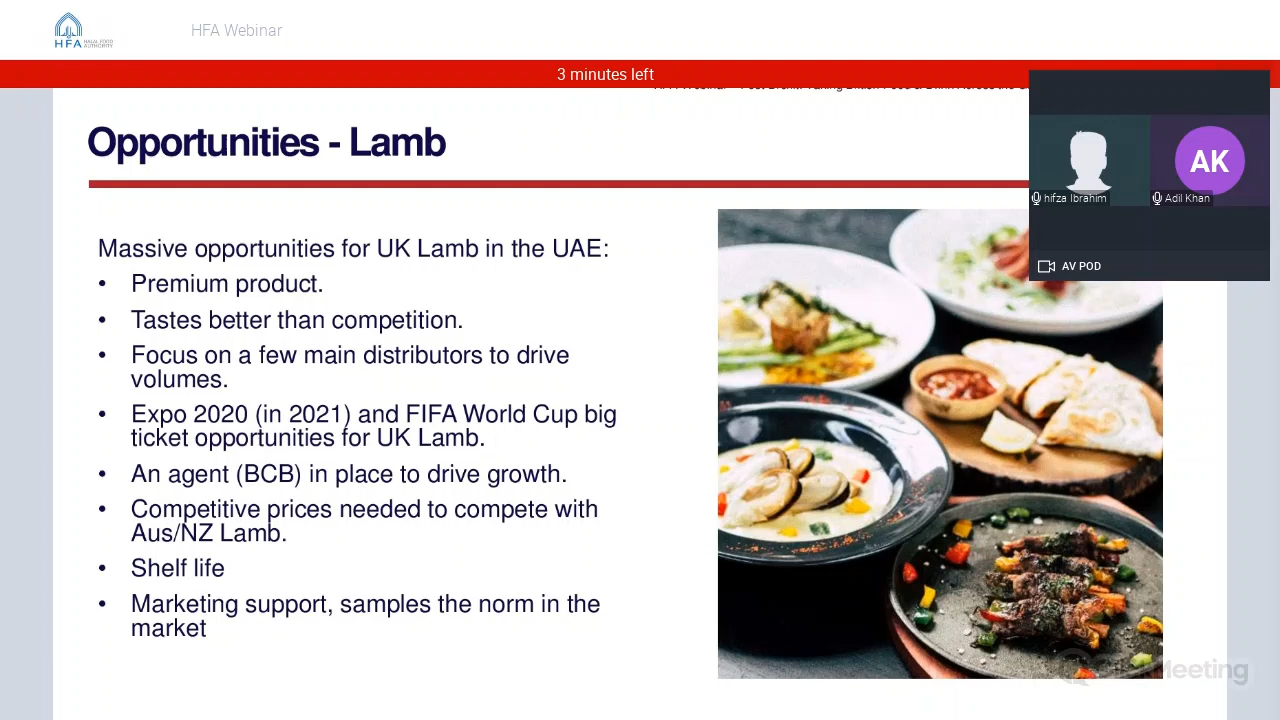 HFA
HALAL FOOD
AUTHORITY
HFA Webinar
3 minutes left
Opportunities - Lamb
AK
hifza Ibrahim
Adil Khan
AV POD
Massive opportunities for UK Lamb in the UAE:
• Premium product.
• Tastes better than competition.
• Focus on a few main distributors to drive
volumes.
• Expo 2020 (in 2021) and FIFA World Cup big
ticket opportunities for UK Lamb.
• An agent (BCB) in place to drive growth.
• Competitive prices needed to compete with
Aus/NZ Lamb.
• Shelf life
• Marketing support, samples the norm in the
market
Meeting